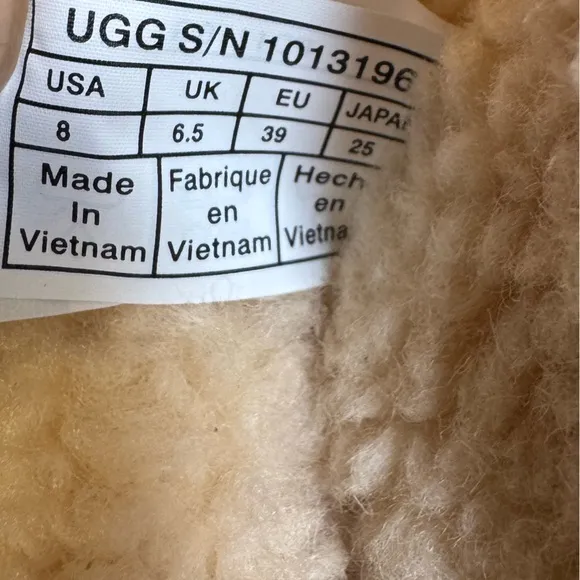 UGG S/N 1013196
USA UK EU JAPA
8 6.5 39 25
Made Fabrique Hech
In en en
Vietnam Vietnam Vietna